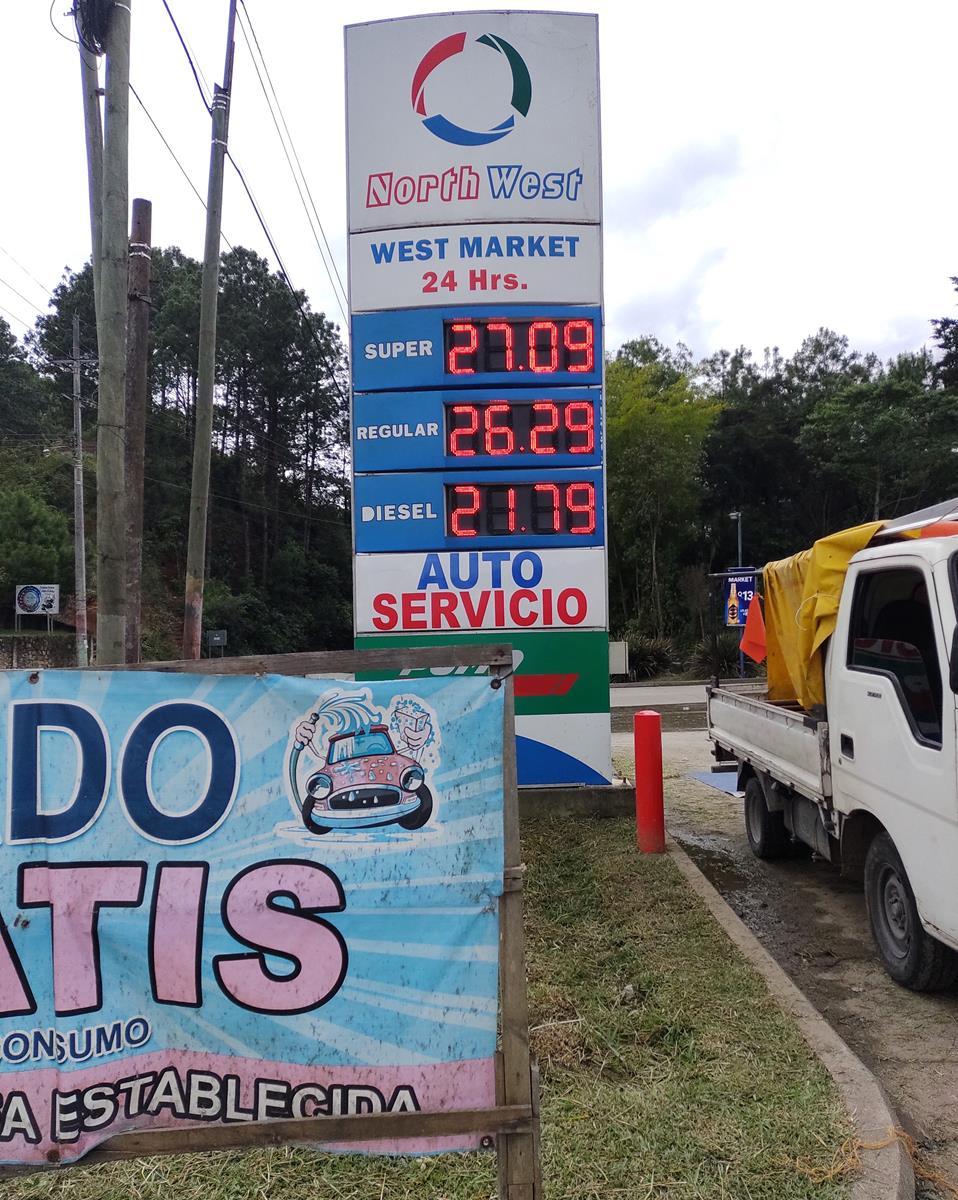 North West
WEST MARKET
24 Hrs.
SUPER 27.09
REGULAR 26.29
DIESEL 21.79
AUTO
SERVICIO
MARKET
DO
ATIS
CONSUMO
ESTABLECIDA